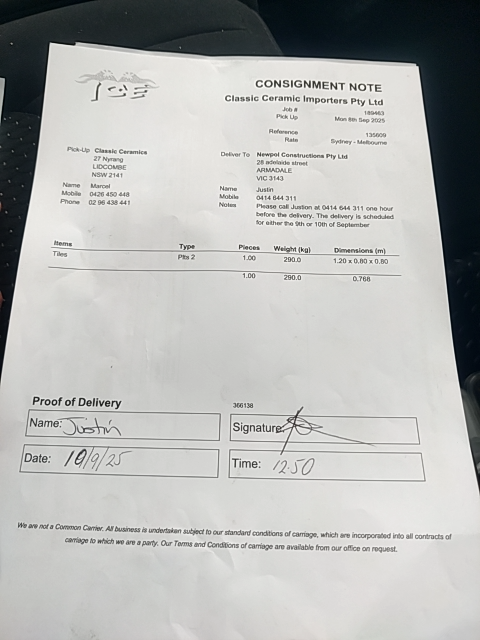 CONSIGNMENT NOTE
Classic Ceramic Importers Pty Ltd
Job # 189463
Pick Up Mon 8th Sep 2025
Reference 135809
Rate Sydney - Melbourne
Pick-Up Classic Ceramics
27 Nyrang
LIDCOMBE
NSW 2141
Name Marcel
Mobile 0426 450 448
Phone 02 96 438 441
Deliver To Newpol Constructions Pty Ltd
28 adelaide street
ARMADALE
VIC 3143
Name Justin
Mobile 0414 644 311
Notes Please call Justion at 0414 644 311 one hour
before the delivery. The delivery is scheduled
for either the 9th or 10th of September
Items Type Pieces Weight (kg) Dimensions (m)
Tiles Plts 2 1.00 290.0 1.20 x 0.80 x 0.80
1.00 290.0 0.768
Proof of Delivery
366138
Name: Justin
Signature:
Date: 10/9/25
Time: 12:50
We are not a Common Carrier. All business is undertaken subject to our standard conditions of carriage, which are incorporated into all contracts of
carriage to which we are a party. Our Terms and Conditions of carriage are available from our office on request.